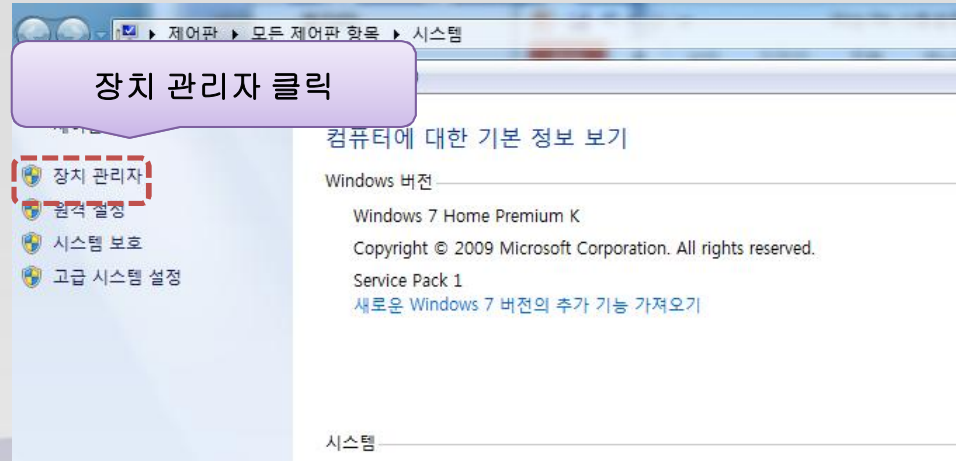 제어판 ▶ 모든 제어판 항목 ▶ 시스템
장치 관리자 클릭
장치 관리자
원격 설정
시스템 보호
고급 시스템 설정
컴퓨터에 대한 기본 정보 보기
Windows 버전
Windows 7 Home Premium K
Copyright © 2009 Microsoft Corporation. All rights reserved.
Service Pack 1
새로운 Windows 7 버전의 추가 기능 가져오기
시스템